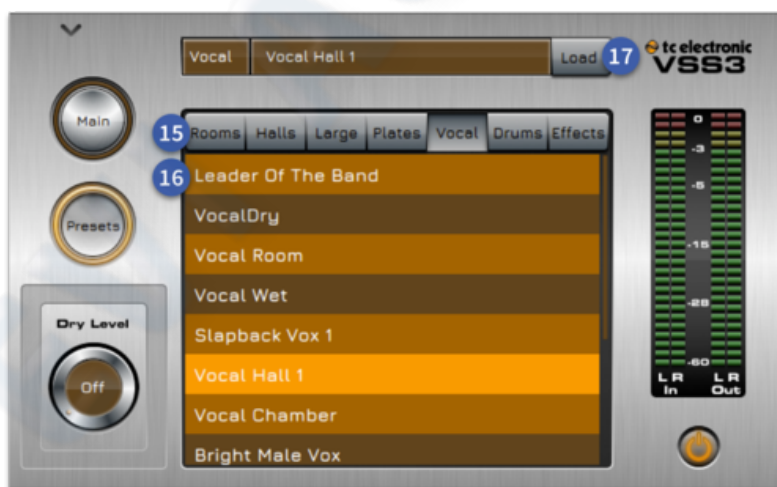 Vocal Vocal Hall 1 Load 17 tc electronic
VSS3
Main
Presets
Dry Level
Off
15 Rooms Halls Large Plates Vocal Drums Effects
16 Leader Of The Band
VocalDry
Vocal Room
Vocal Wet
Slapback Vox 1
Vocal Hall 1
Vocal Chamber
Bright Male Vox
0
-3
-6
-15
-28
-60
L R L R
In Out